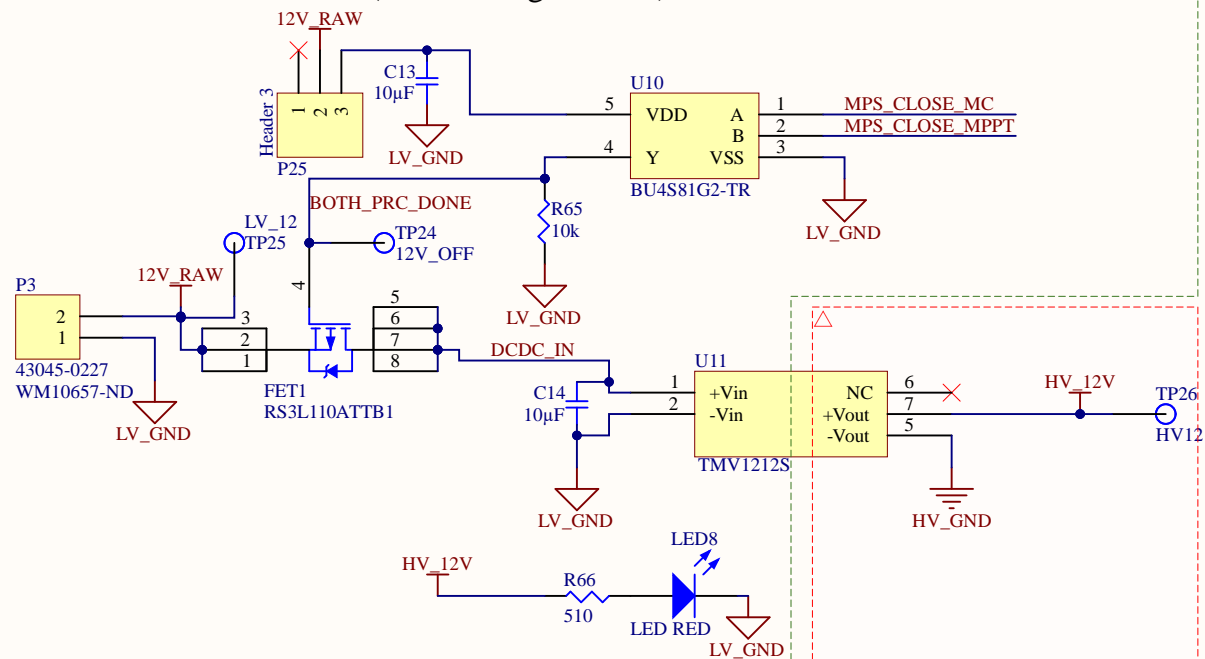 12V_RAW
C13
10µF
LV_GND
Header 3
1
2
3
P25
U10
5
VDD
A
1
MPS_CLOSE_MC
B
2
MPS_CLOSE_MPPT
4
Y
VSS
3
BU4S81G2-TR
LV_GND
BOTH_PRC_DONE
R65
10k
LV_GND
LV_12
TP25
TP24
12V_OFF
4
P3
2
1
43045-0227
WM10657-ND
12V_RAW
LV_GND
3
2
1
5
6
7
8
FET1
RS3L110ATTB1
DCDC_IN
C14
10µF
LV_GND
U11
1
+Vin
2
-Vin
NC
6
+Vout
7
-Vout
5
TMV1212S
HV_12V
TP26
HV12
HV_GND
HV_12V
R66
510
LED8
LED RED
LV_GND